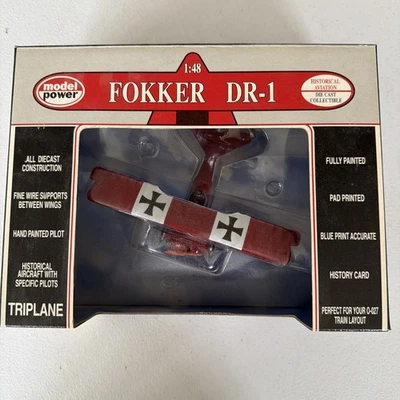 model
power
1:48
FOKKER DR-1
HISTORICAL
AVIATION
DIE CAST
COLLECTIBLE
ALL DIECAST
CONSTRUCTION
FINE WIRE SUPPORTS
BETWEEN WINGS
HAND PAINTED PILOT
HISTORICAL
AIRCRAFT WITH
SPECIFIC PILOTS
TRIPLANE
FULLY PAINTED
PAD PRINTED
BLUE PRINT ACCURATE
HISTORY CARD
PERFECT FOR YOUR O-027
TRAIN LAYOUT